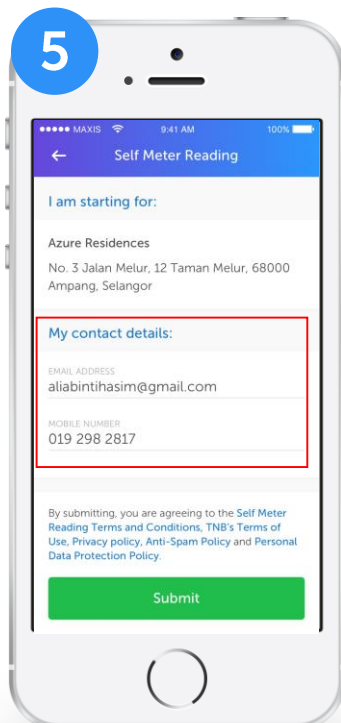 5
MAXIS 9:41 AM 100%
Self Meter Reading
I am starting for:
Azure Residences
No. 3 Jalan Melur, 12 Taman Melur, 68000
Ampang, Selangor
My contact details:
EMAIL ADDRESS
aliabintihasim@gmail.com
MOBILE NUMBER
019 298 2817
By submitting, you are agreeing to the Self Meter
Reading Terms and Conditions, TNB's Terms of
Use, Privacy policy, Anti-Spam Policy and Personal
Data Protection Policy.
Submit